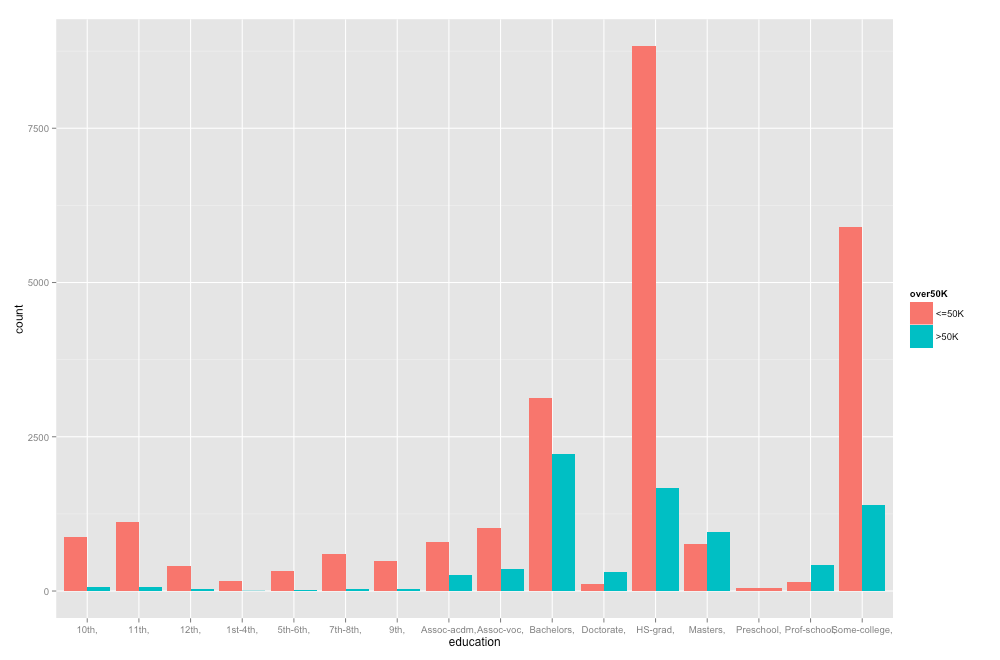 7500
5000
2500
0
count
10th, 11th, 12th, 1st-4th, 5th-6th, 7th-8th, 9th, Assoc-acdm, Assoc-voc, Bachelors, Doctorate, HS-grad, Masters, Preschool, Prof-school, Some-college,
education
over50K
<=50K
>50K